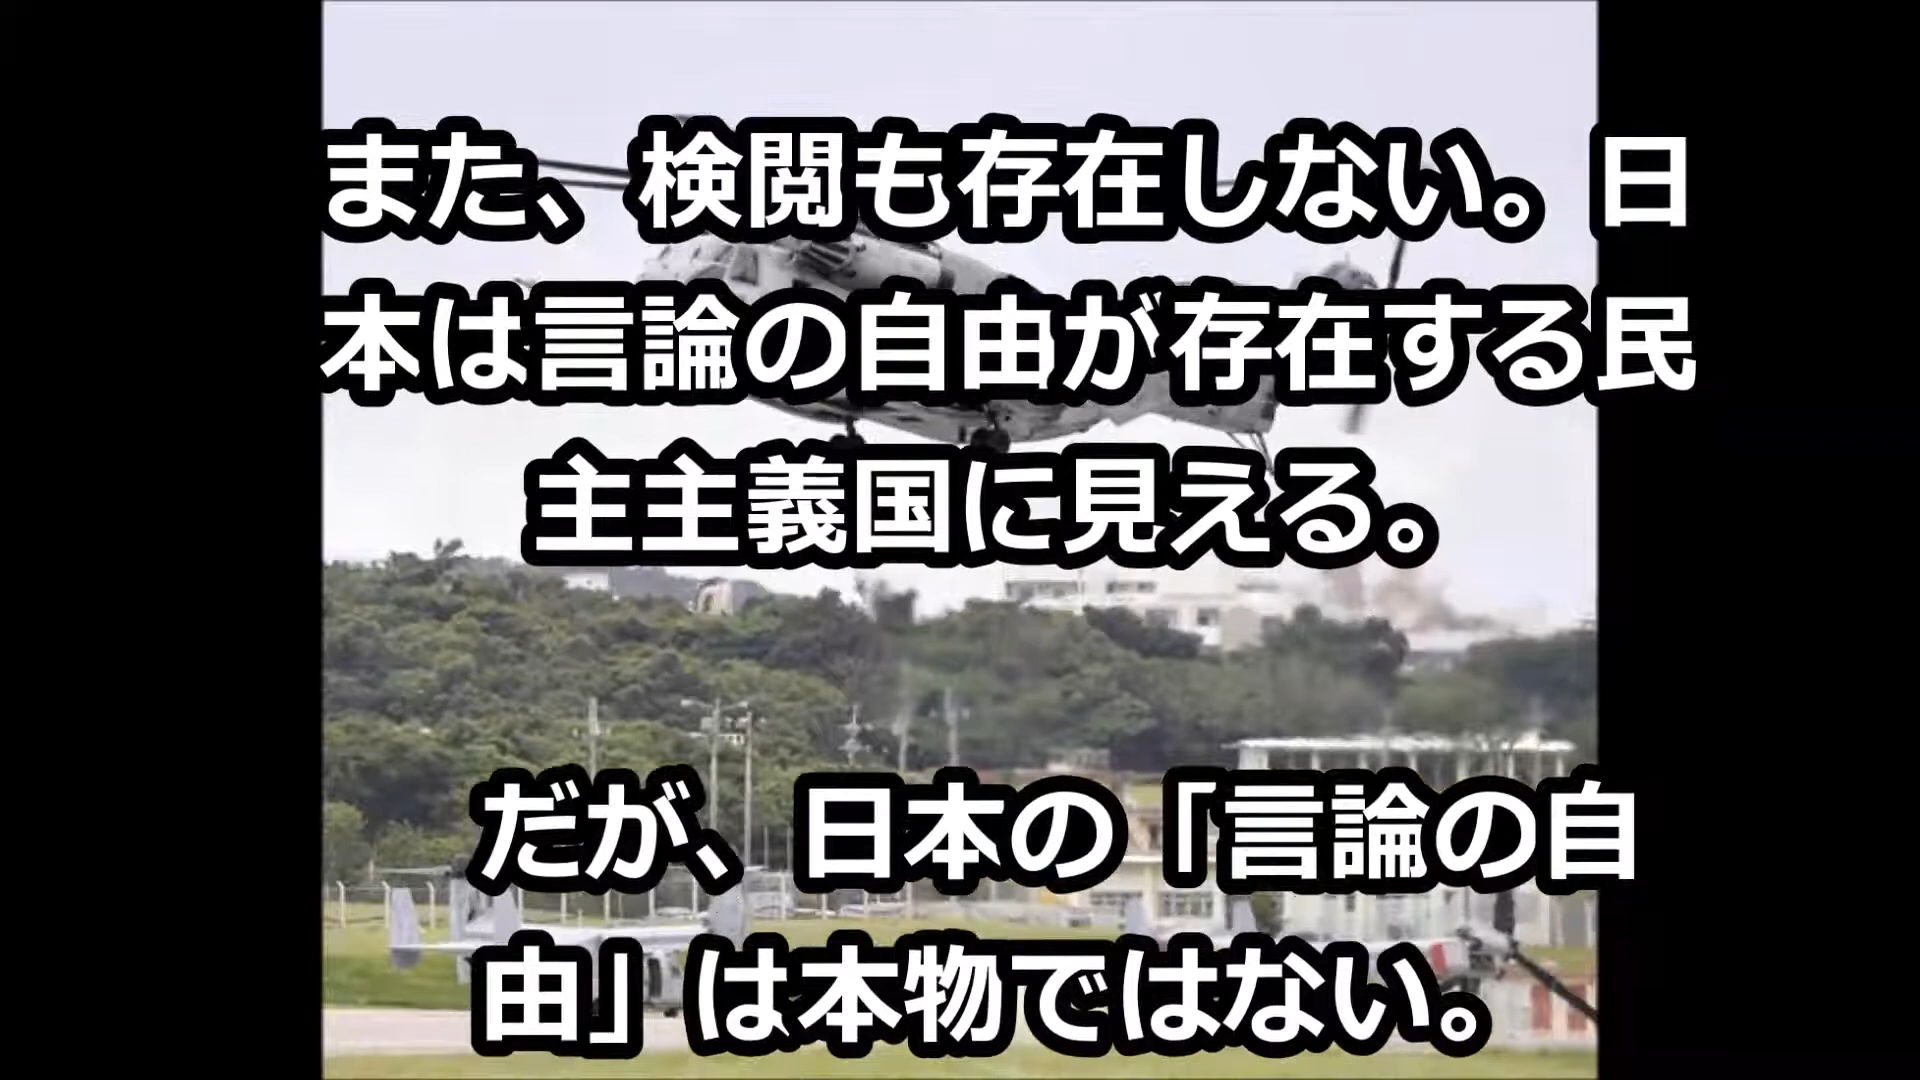 また、検閲も存在しない。日
本は言論の自由が存在する民
主主義国に見える。
だが、日本の「言論の自
由」は本物ではない。